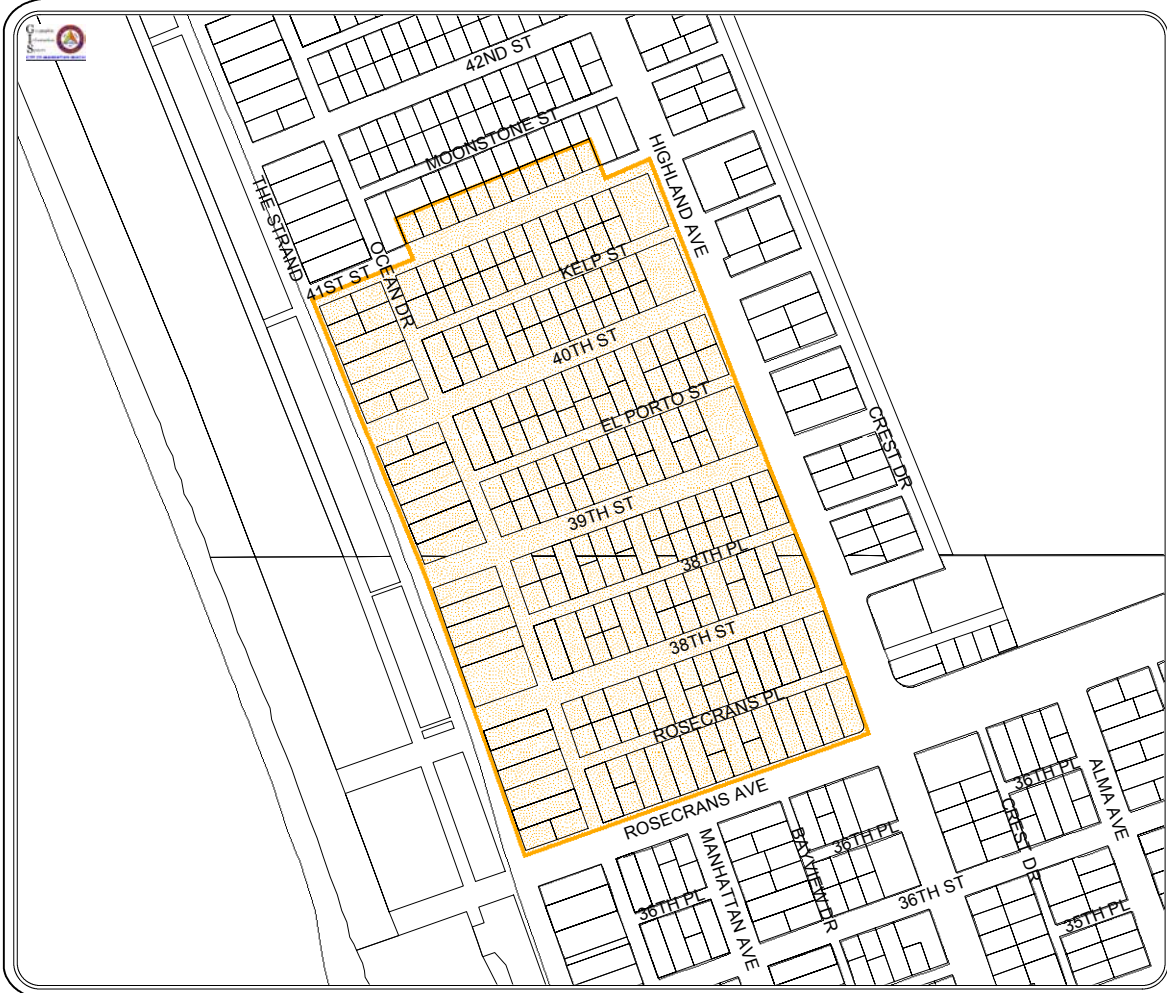 42ND ST
MOONSTONE ST
HIGHLAND AVE
THE STRAND
OCEAN DR
41ST ST
KELP ST
40TH ST
EL PORTO ST
CREST DR
39TH ST
38TH PL
38TH ST
ROSECRANS PL
ROSECRANS AVE
36TH PL
ALMA AVE
MANHATTAN AVE
BAYVIEW DR
36TH PL
CREST DR
36TH ST
36TH PL
35TH PL